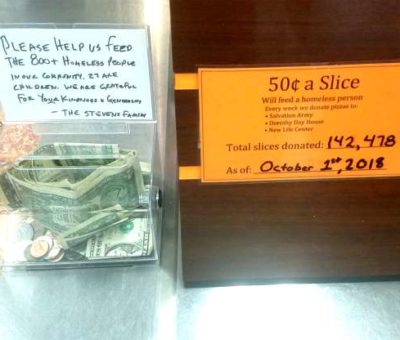 PLEASE HELP US FEED
THE 800+ HOMELESS PEOPLE
IN OUR COMMUNITY. 27 ARE
CHILDREN. WE ARE GRATEFUL
FOR YOUR KINDNESS & GENEROSITY
- THE STEVENS FAMILY
50¢ a Slice
Will feed a homeless person
Every week we donate pizzas to:
• Salvation Army
• Dorothy Day House
• New Life Center
Total slices donated: 142,478
As of: October 1st, 2018